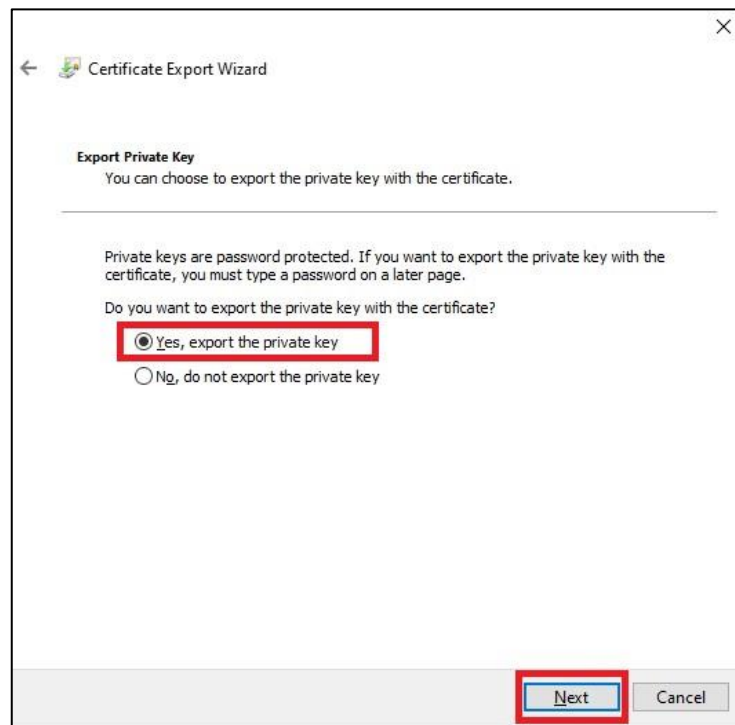 Certificate Export Wizard
Export Private Key
You can choose to export the private key with the certificate.
Private keys are password protected. If you want to export the private key with the
certificate, you must type a password on a later page.
Do you want to export the private key with the certificate?
Yes, export the private key
No, do not export the private key
Next Cancel